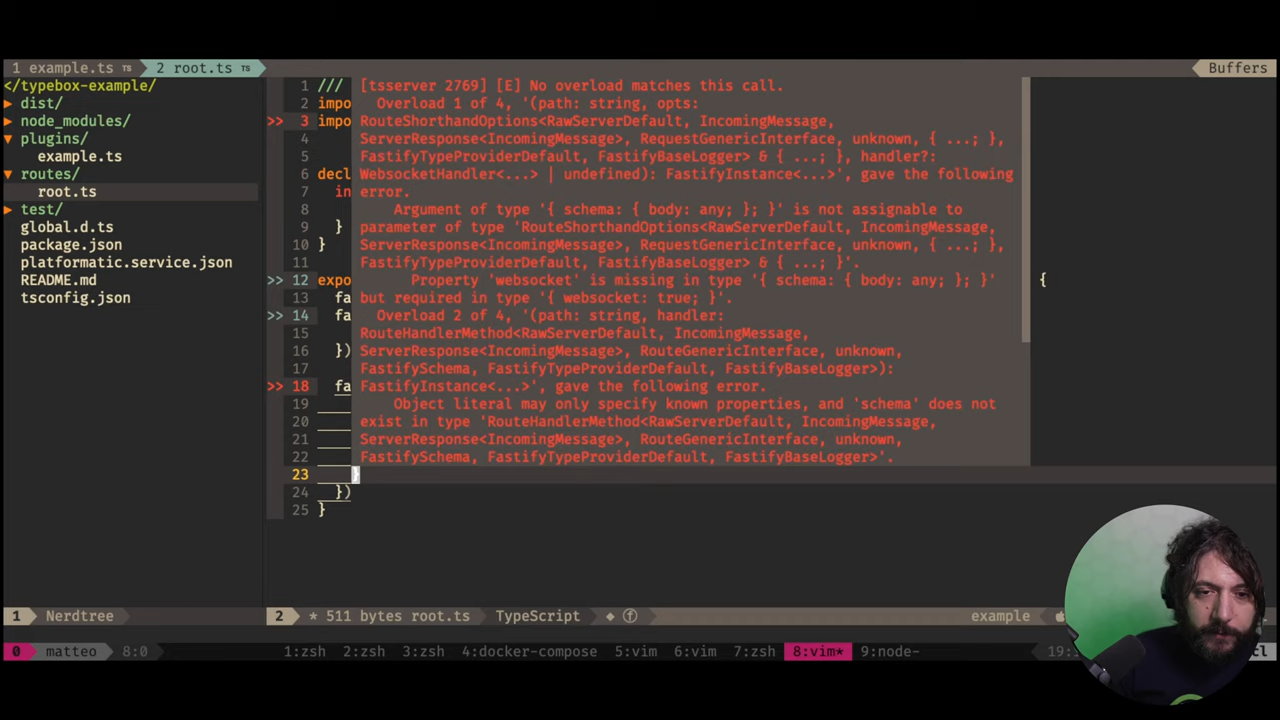 1 example.ts TS 2 root.ts TS Buffers
</typebox-example/
▸ dist/
▸ node_modules/
▾ plugins/
example.ts
▾ routes/
root.ts
▸ test/
global.d.ts
package.json
platformatic.service.json
README.md
tsconfig.json
1 /// [tsserver 2769] [E] No overload matches this call.
2 impo Overload 1 of 4, '(path: string, opts:
>> 3 impo RouteShorthandOptions<RawServerDefault, IncomingMessage,
4 ServerResponse<IncomingMessage>, RequestGenericInterface, unknown, { ...; },
5 FastifyTypeProviderDefault, FastifyBaseLogger> & { ...; }, handler?:
6 decl WebsocketHandler<...> | undefined): FastifyInstance<...>', gave the following
7 in error.
8 Argument of type '{ schema: { body: any; }; }' is not assignable to
9 } parameter of type 'RouteShorthandOptions<RawServerDefault, IncomingMessage,
10 } ServerResponse<IncomingMessage>, RequestGenericInterface, unknown, { ...; },
11 FastifyTypeProviderDefault, FastifyBaseLogger> & { ...; }'.
>> 12 expo Property 'websocket' is missing in type '{ schema: { body: any; }; }' {
13 fa but required in type '{ websocket: true; }'.
>> 14 fa Overload 2 of 4, '(path: string, handler:
15 RouteHandlerMethod<RawServerDefault, IncomingMessage,
16 }) ServerResponse<IncomingMessage>, RouteGenericInterface, unknown,
17 FastifySchema, FastifyTypeProviderDefault, FastifyBaseLogger>):
>> 18 fa FastifyInstance<...>', gave the following error.
19 Object literal may only specify known properties, and 'schema' does not
20 exist in type 'RouteHandlerMethod<RawServerDefault, IncomingMessage,
21 ServerResponse<IncomingMessage>, RouteGenericInterface, unknown,
22 FastifySchema, FastifyTypeProviderDefault, FastifyBaseLogger>'.
23 }
24 })
25 }
1 Nerdtree 2 * 511 bytes root.ts TypeScript ◆ ⓕ example
0 matteo 8:0 1:zsh 2:zsh 3:zsh 4:docker-compose 5:vim 6:vim 7:zsh 8:vim* 9:node-